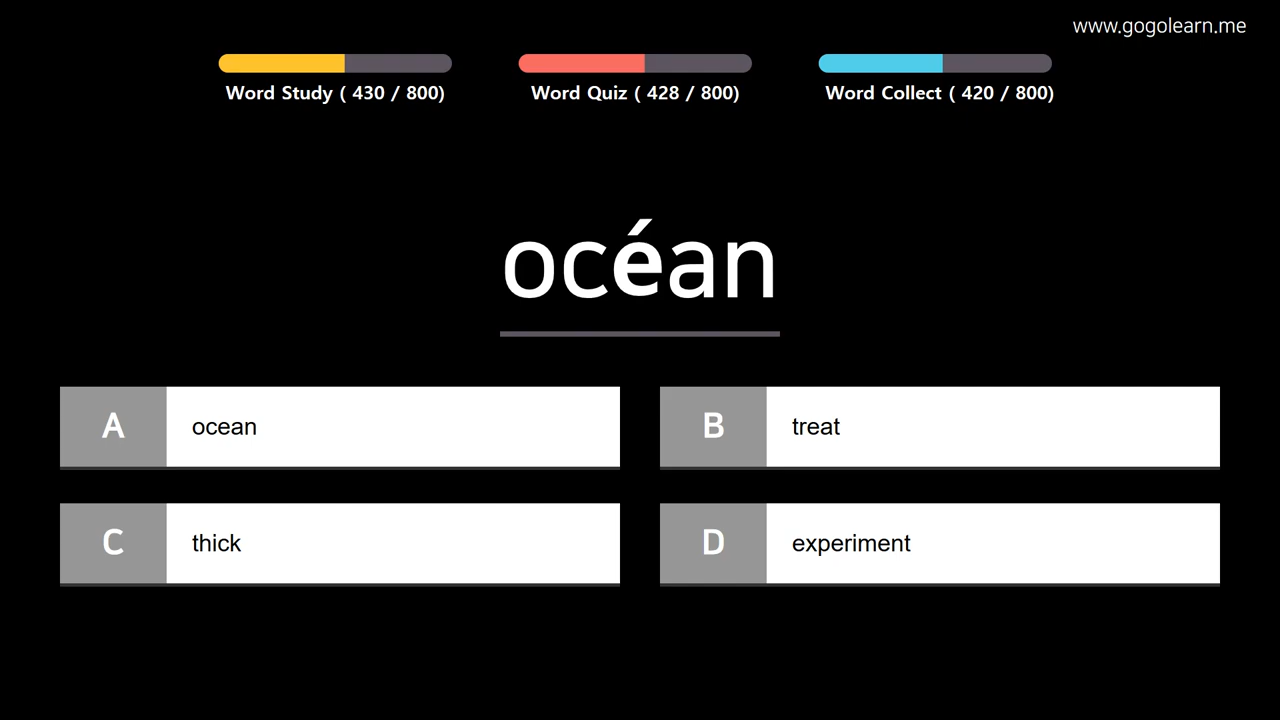 www.gogolearn.me
Word Study ( 430 / 800)
Word Quiz ( 428 / 800)
Word Collect ( 420 / 800)
océan
A ocean
B treat
C thick
D experiment